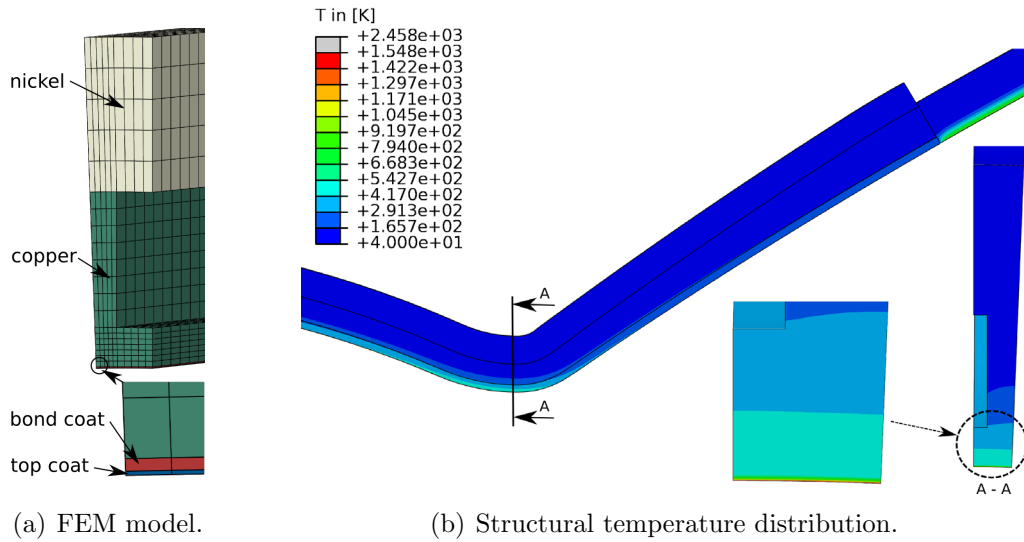 nickel
copper
bond coat
top coat
T in [K]
+2.458e+03
+1.548e+03
+1.422e+03
+1.297e+03
+1.171e+03
+1.045e+03
+9.197e+02
+7.940e+02
+6.683e+02
+5.427e+02
+4.170e+02
+2.913e+02
+1.657e+02
+4.000e+01
A
A
A - A
(a) FEM model.
(b) Structural temperature distribution.